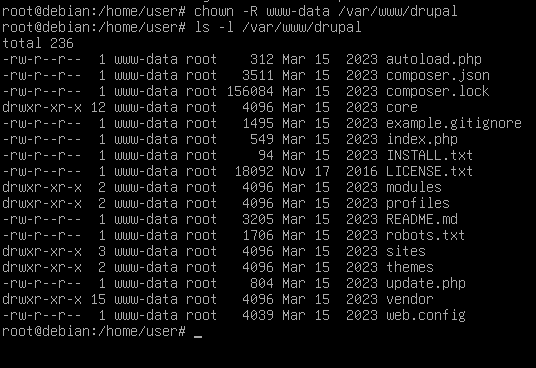 root@debian:/home/user# chown -R www-data /var/www/drupal
root@debian:/home/user# ls -l /var/www/drupal
total 236
-rw-r--r-- 1 www-data root 312 Mar 15 2023 autoload.php
-rw-r--r-- 1 www-data root 3511 Mar 15 2023 composer.json
-rw-r--r-- 1 www-data root 156084 Mar 15 2023 composer.lock
drwxr-xr-x 12 www-data root 4096 Mar 15 2023 core
-rw-r--r-- 1 www-data root 1495 Mar 15 2023 example.gitignore
-rw-r--r-- 1 www-data root 549 Mar 15 2023 index.php
-rw-r--r-- 1 www-data root 94 Mar 15 2023 INSTALL.txt
-rw-r--r-- 1 www-data root 18092 Nov 17 2016 LICENSE.txt
drwxr-xr-x 2 www-data root 4096 Mar 15 2023 modules
drwxr-xr-x 2 www-data root 4096 Mar 15 2023 profiles
-rw-r--r-- 1 www-data root 3205 Mar 15 2023 README.md
-rw-r--r-- 1 www-data root 1706 Mar 15 2023 robots.txt
drwxr-xr-x 3 www-data root 4096 Mar 15 2023 sites
drwxr-xr-x 2 www-data root 4096 Mar 15 2023 themes
-rw-r--r-- 1 www-data root 804 Mar 15 2023 update.php
drwxr-xr-x 15 www-data root 4096 Mar 15 2023 vendor
-rw-r--r-- 1 www-data root 4039 Mar 15 2023 web.config
root@debian:/home/user# _